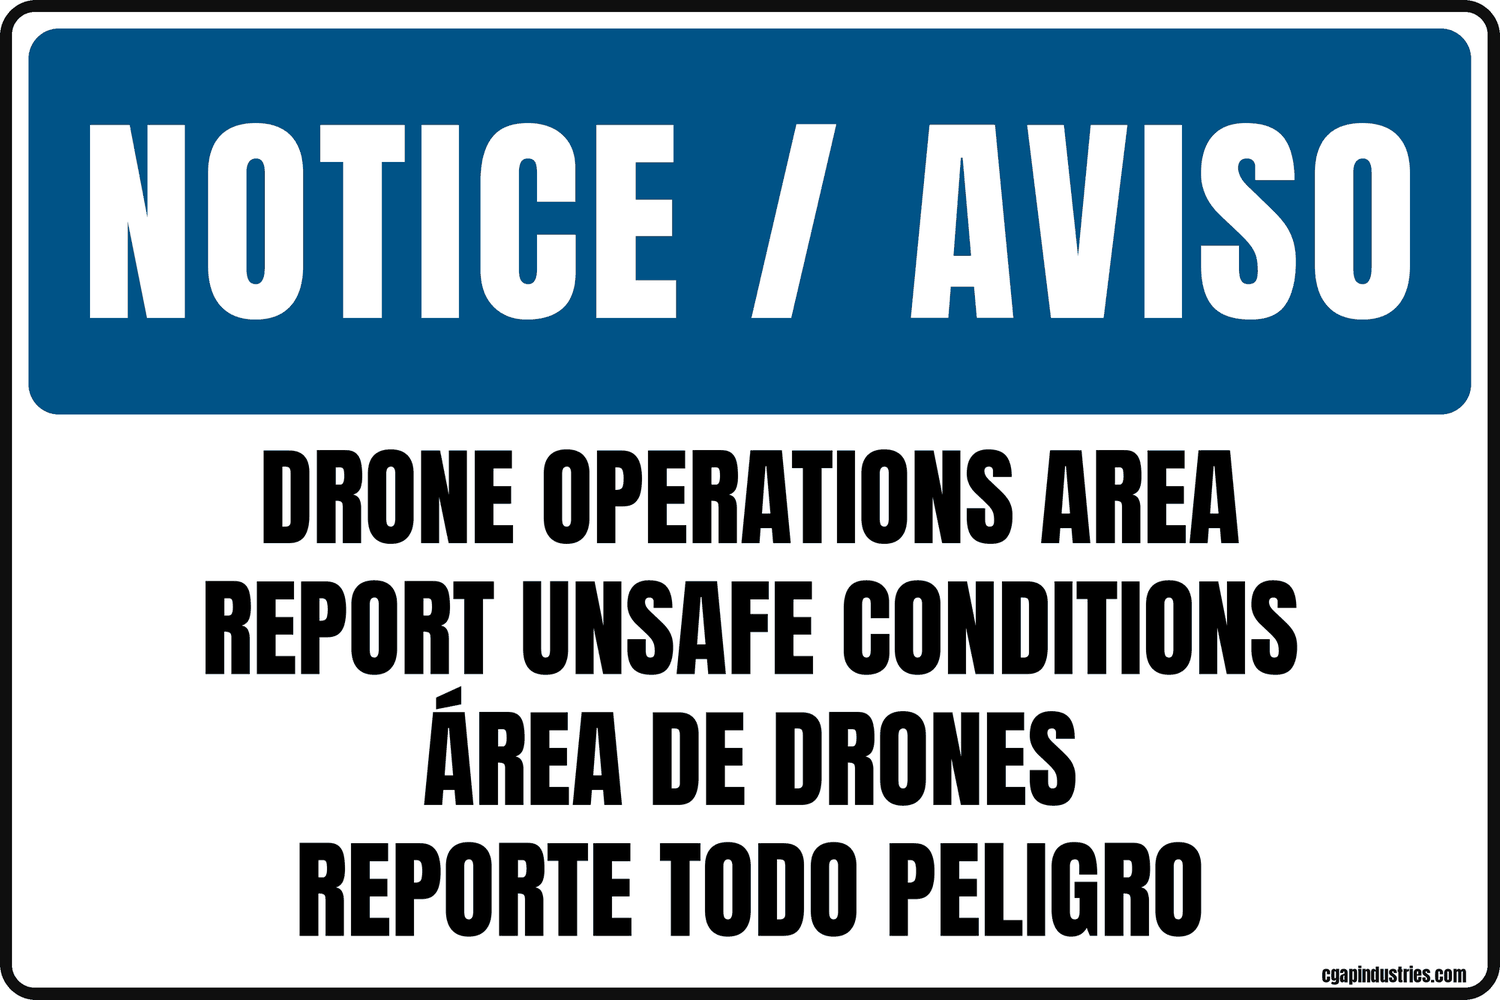 NOTICE / AVISO
DRONE OPERATIONS AREA
REPORT UNSAFE CONDITIONS
ÁREA DE DRONES
REPORTE TODO PELIGRO
cgapindustries.com